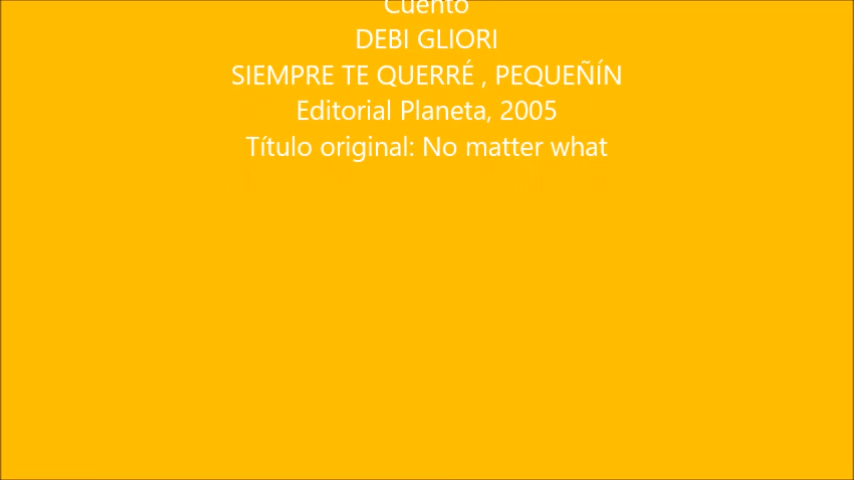 Cuento
DEBI GLIORI
SIEMPRE TE QUERRÉ , PEQUEÑÍN
Editorial Planeta, 2005
Título original: No matter what